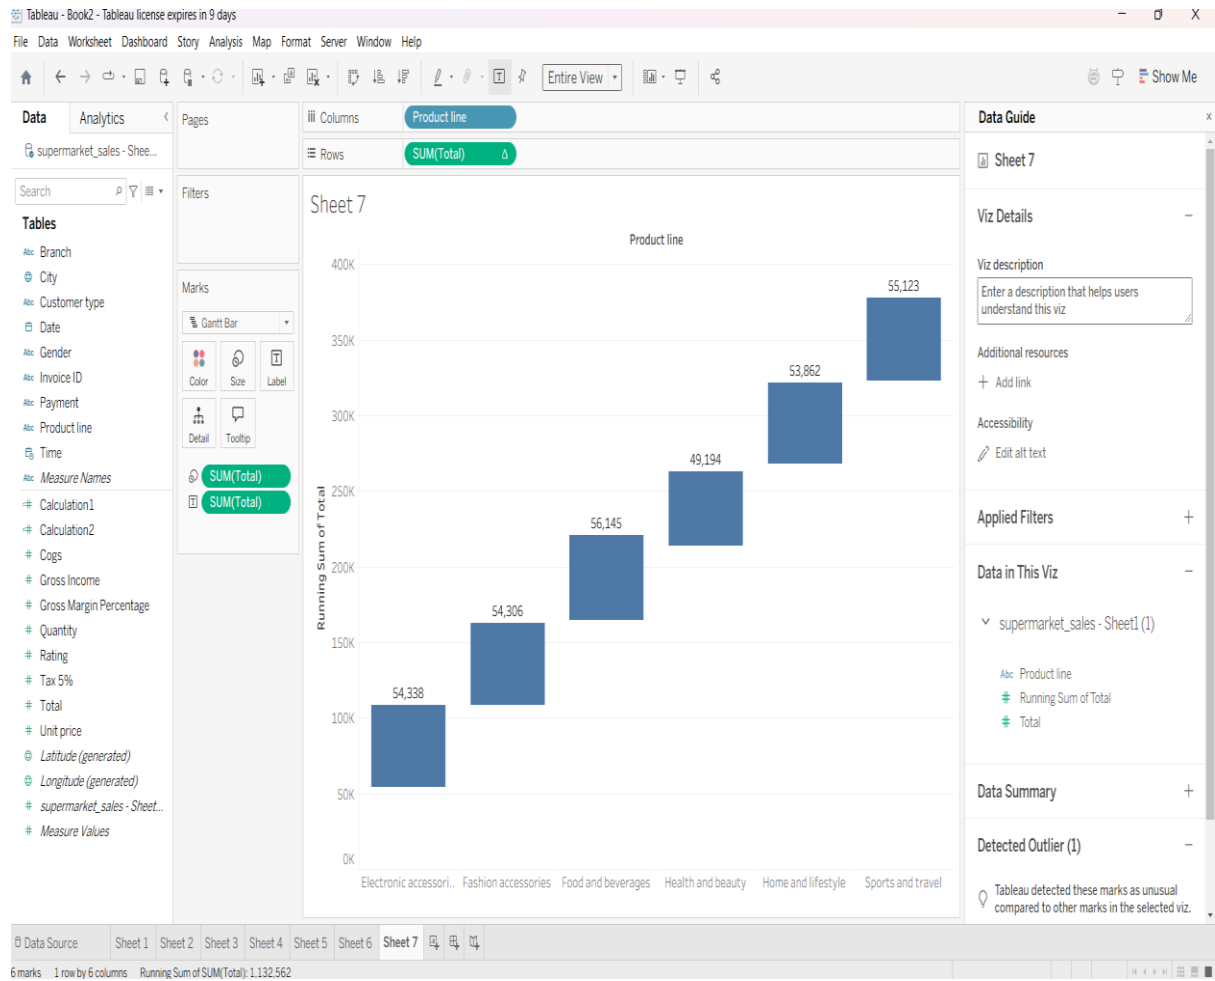 Tableau - Book2 - Tableau license expires in 9 days
File Data Worksheet Dashboard Story Analysis Map Format Server Window Help
Entire View
Show Me
Data Analytics
supermarket_sales - Shee...
Search
Tables
Abc Branch
City
Abc Customer type
Date
Abc Gender
Abc Invoice ID
Abc Payment
Abc Product line
Time
Abc Measure Names
=# Calculation1
=# Calculation2
# Cogs
# Gross Income
# Gross Margin Percentage
# Quantity
# Rating
# Tax 5%
# Total
# Unit price
Latitude (generated)
Longitude (generated)
# supermarket_sales - Sheet...
# Measure Values
Pages
Filters
Marks
Gantt Bar
Color Size Label
Detail Tooltip
SUM(Total)
SUM(Total)
Columns Product line
Rows SUM(Total) Δ
Sheet 7
Product line
Running Sum of Total
400K
350K
300K
250K
200K
150K
100K
50K
0K
54,338
54,306
56,145
49,194
53,862
55,123
Electronic accessori.. Fashion accessories Food and beverages Health and beauty Home and lifestyle Sports and travel
Data Guide x
Sheet 7
Viz Details
Viz description
Enter a description that helps users
understand this viz
Additional resources
+ Add link
Accessibility
Edit alt text
Applied Filters +
Data in This Viz −
supermarket_sales - Sheet1 (1)
Abc Product line
# Running Sum of Total
# Total
Data Summary +
Detected Outlier (1) −
Tableau detected these marks as unusual
compared to other marks in the selected viz.
Data Source Sheet 1 Sheet 2 Sheet 3 Sheet 4 Sheet 5 Sheet 6 Sheet 7
6 marks 1 row by 6 columns Running Sum of SUM(Total): 1,132,562